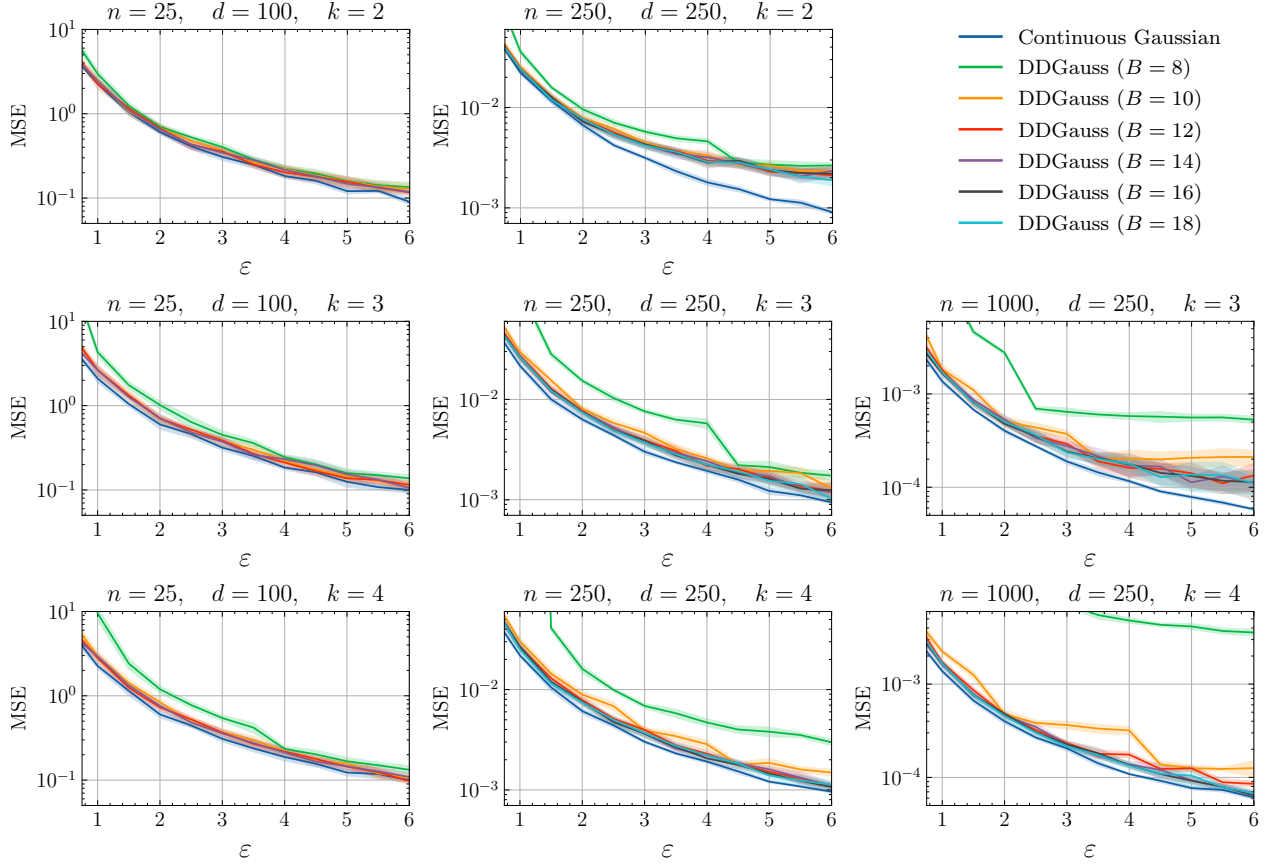 n = 25, d = 100, k = 2
MSE
10^1
10^0
10^{-1}
1 2 3 4 5 6
ε
n = 250, d = 250, k = 2
MSE
10^{-2}
10^{-3}
1 2 3 4 5 6
ε
Continuous Gaussian
DDGauss (B = 8)
DDGauss (B = 10)
DDGauss (B = 12)
DDGauss (B = 14)
DDGauss (B = 16)
DDGauss (B = 18)
n = 25, d = 100, k = 3
MSE
10^1
10^0
10^{-1}
1 2 3 4 5 6
ε
n = 250, d = 250, k = 3
MSE
10^{-2}
10^{-3}
1 2 3 4 5 6
ε
n = 1000, d = 250, k = 3
MSE
10^{-3}
10^{-4}
1 2 3 4 5 6
ε
n = 25, d = 100, k = 4
MSE
10^1
10^0
10^{-1}
1 2 3 4 5 6
ε
n = 250, d = 250, k = 4
MSE
10^{-2}
10^{-3}
1 2 3 4 5 6
ε
n = 1000, d = 250, k = 4
MSE
10^{-3}
10^{-4}
1 2 3 4 5 6
ε